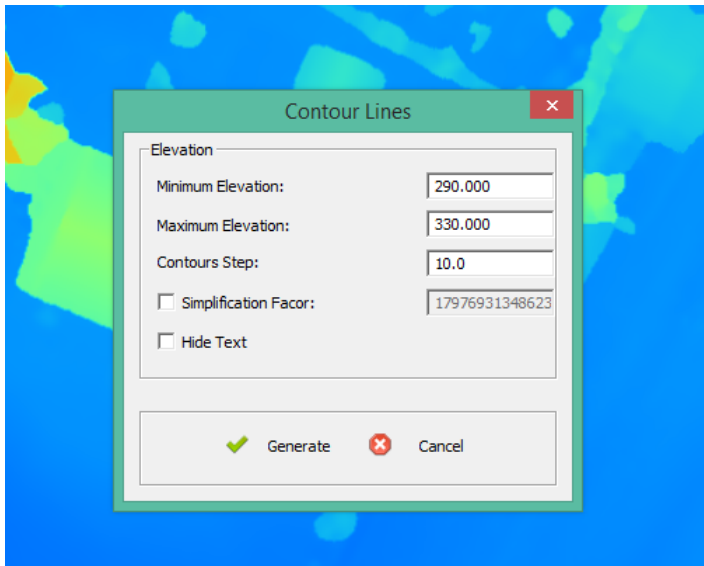 Contour Lines
Elevation
Minimum Elevation: 290.000
Maximum Elevation: 330.000
Contours Step: 10.0
Simplification Facor: 17976931348623
Hide Text
Generate Cancel